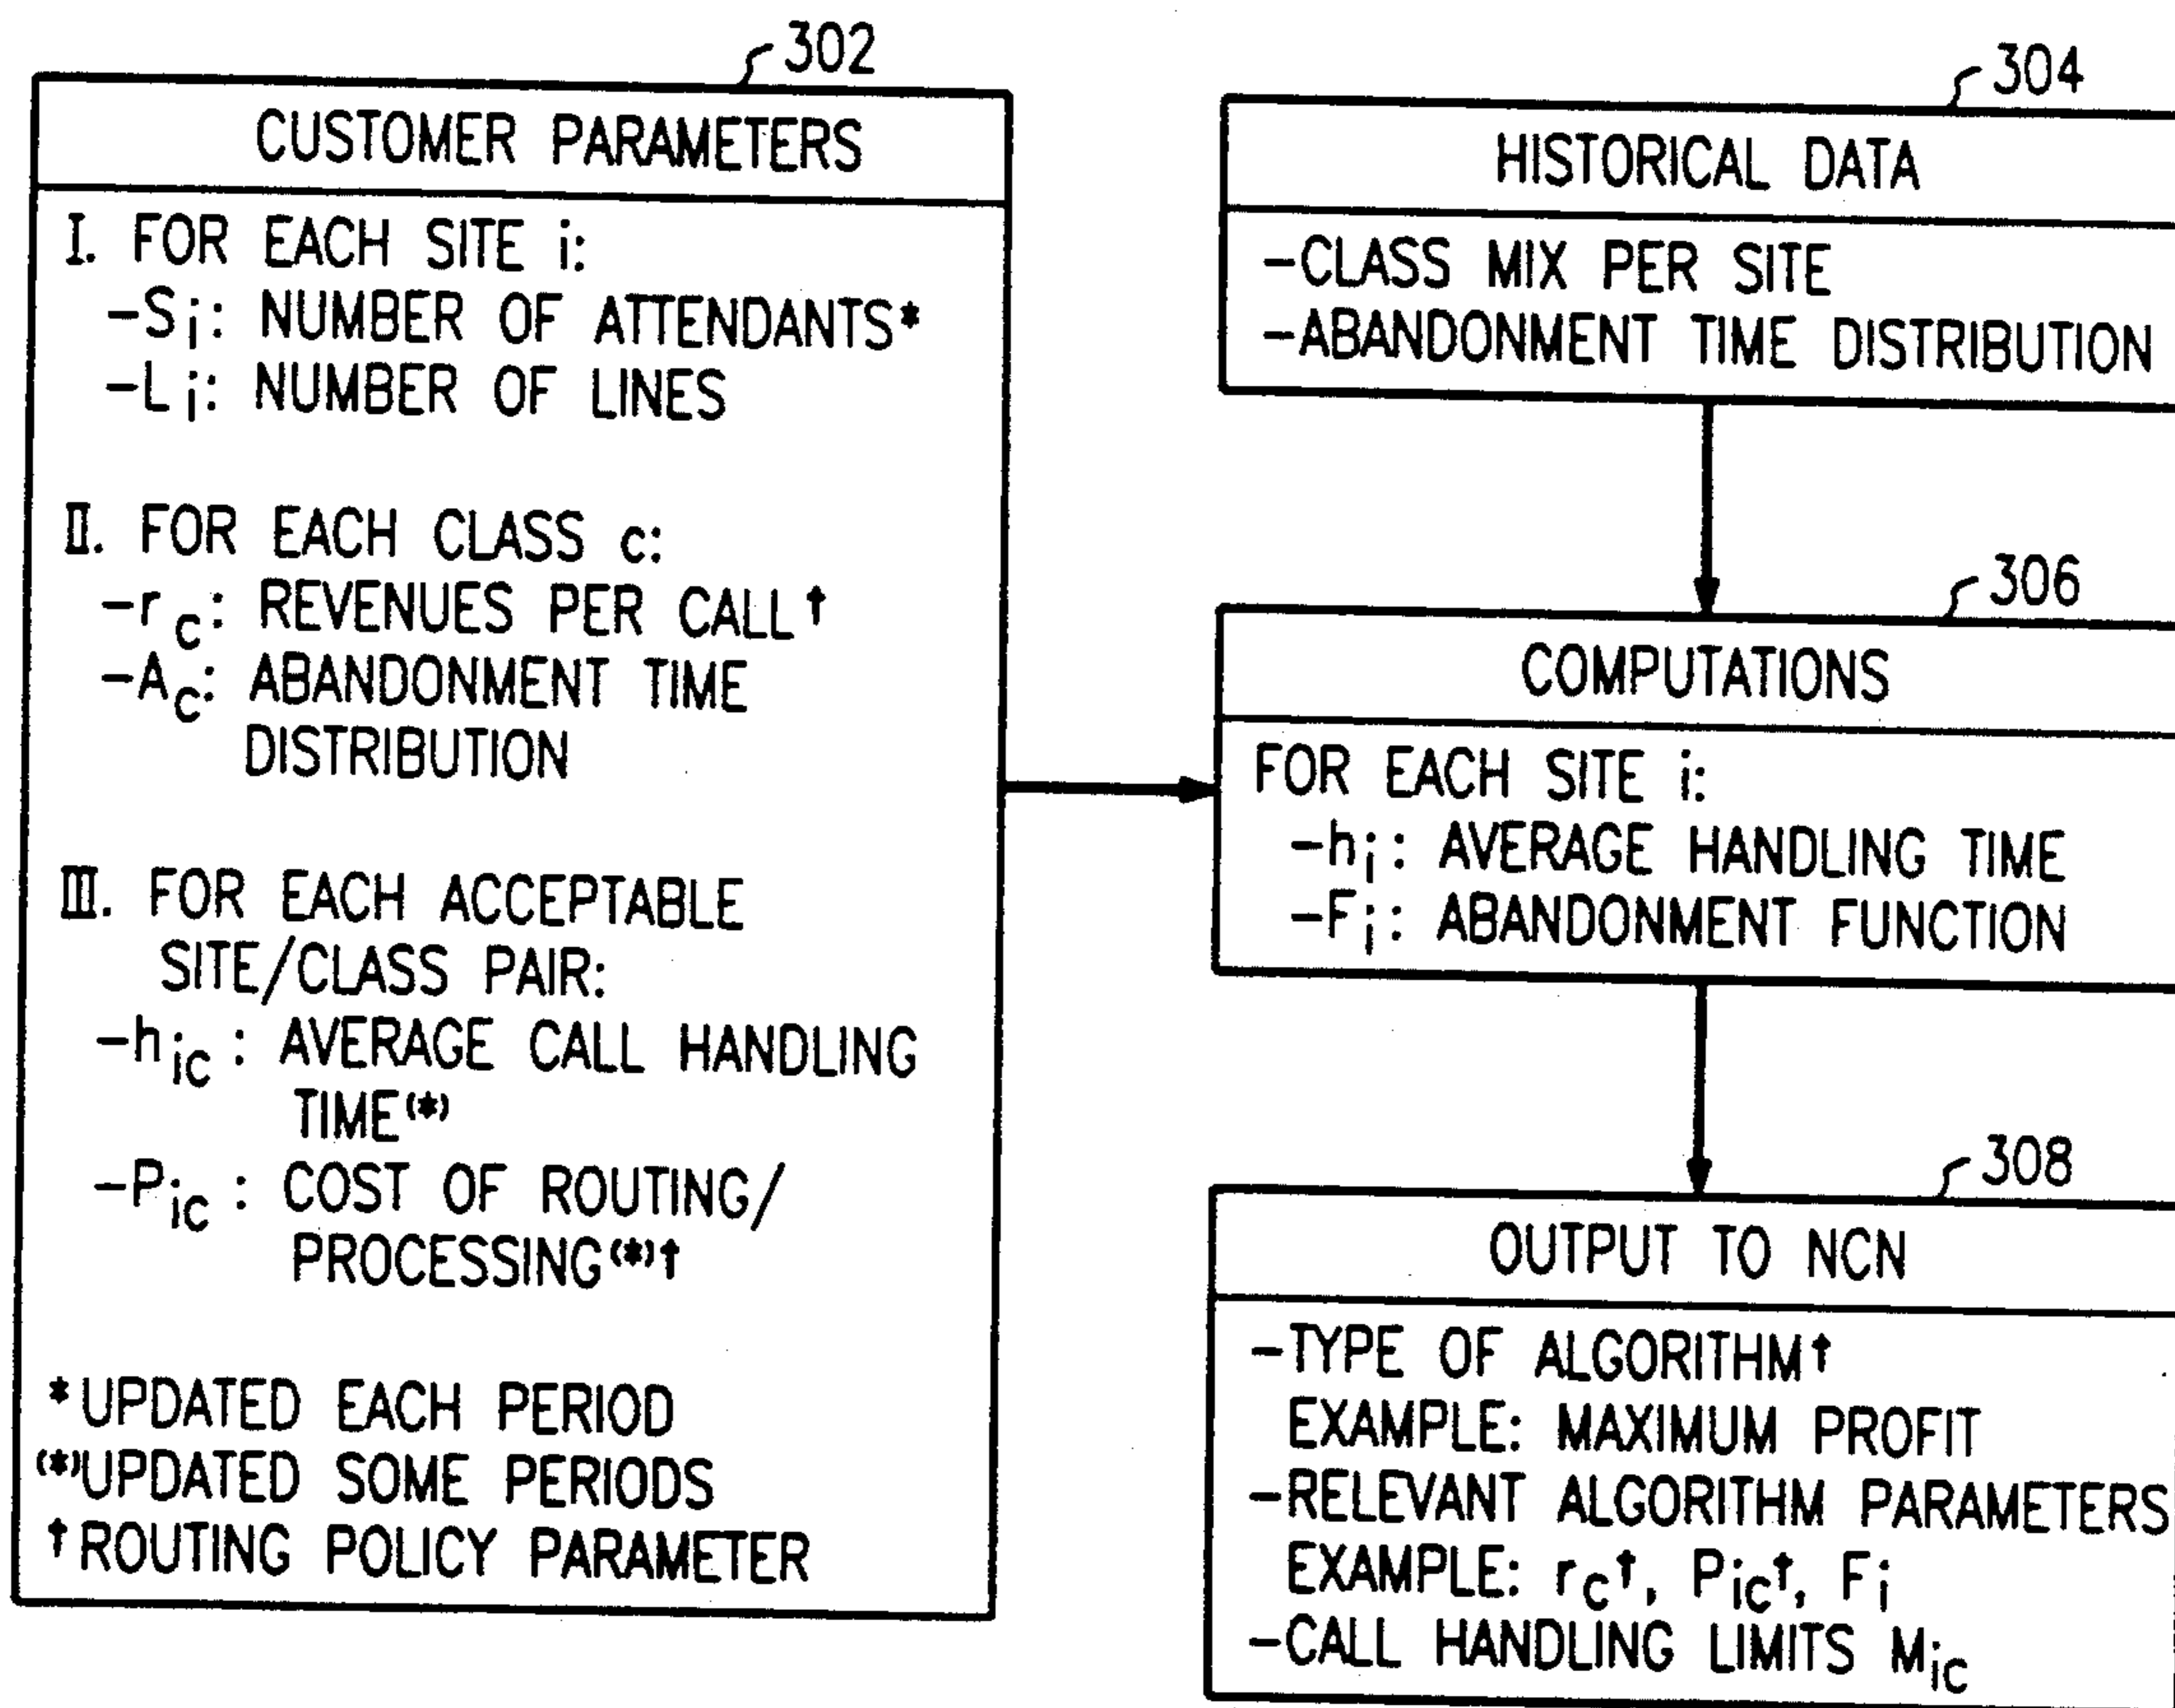 302
CUSTOMER PARAMETERS
I. FOR EACH SITE i:
-Si: NUMBER OF ATTENDANTS*
-Li: NUMBER OF LINES
II. FOR EACH CLASS c:
-rc: REVENUES PER CALL†
-Ac: ABANDONMENT TIME
DISTRIBUTION
III. FOR EACH ACCEPTABLE
SITE/CLASS PAIR:
-hic: AVERAGE CALL HANDLING
TIME(*)
-Pic: COST OF ROUTING/
PROCESSING(*)†
*UPDATED EACH PERIOD
(*)UPDATED SOME PERIODS
†ROUTING POLICY PARAMETER
304
HISTORICAL DATA
-CLASS MIX PER SITE
-ABANDONMENT TIME DISTRIBUTION
306
COMPUTATIONS
FOR EACH SITE i:
-hi: AVERAGE HANDLING TIME
-Fi: ABANDONMENT FUNCTION
308
OUTPUT TO NCN
-TYPE OF ALGORITHM†
EXAMPLE: MAXIMUM PROFIT
-RELEVANT ALGORITHM PARAMETERS
EXAMPLE: rc†, Pic†, Fi
-CALL HANDLING LIMITS Mic